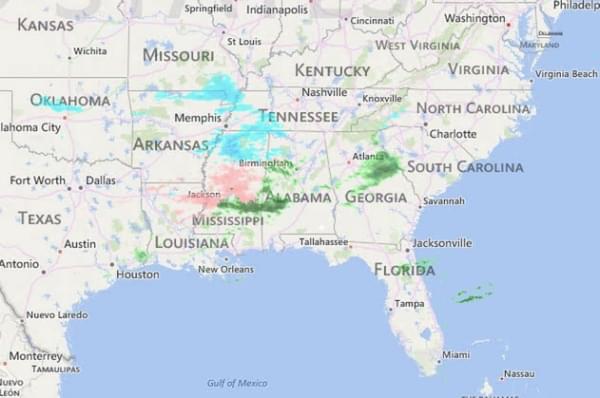 STATES
Springfield
Indianapolis
Philadelp
KANSAS
Cincinnati
Washington
St Louis
Wichita
MISSOURI
WEST VIRGINIA
MARYLAND
KENTUCKY
VIRGINIA
Virginia Beach
Nashville
Knoxville
OKLAHOMA
NORTH CAROLINA
Memphis
TENNESSEE
lahoma City
Charlotte
ARKANSAS
Birmingham
Atlanta
SOUTH CAROLINA
Fort Worth
Dallas
Jackson
ALABAMA
GEORGIA
Savannah
TEXAS
MISSISSIPPI
Austin
LOUISIANA
Tallahassee
Jacksonville
Antonio
Houston
New Orleans
FLORIDA
Tampa
Nuevo Laredo
Monterrey
Miami
TAMAULIPAS
Nassau
NUEVO
LEÓN
Gulf of Mexico